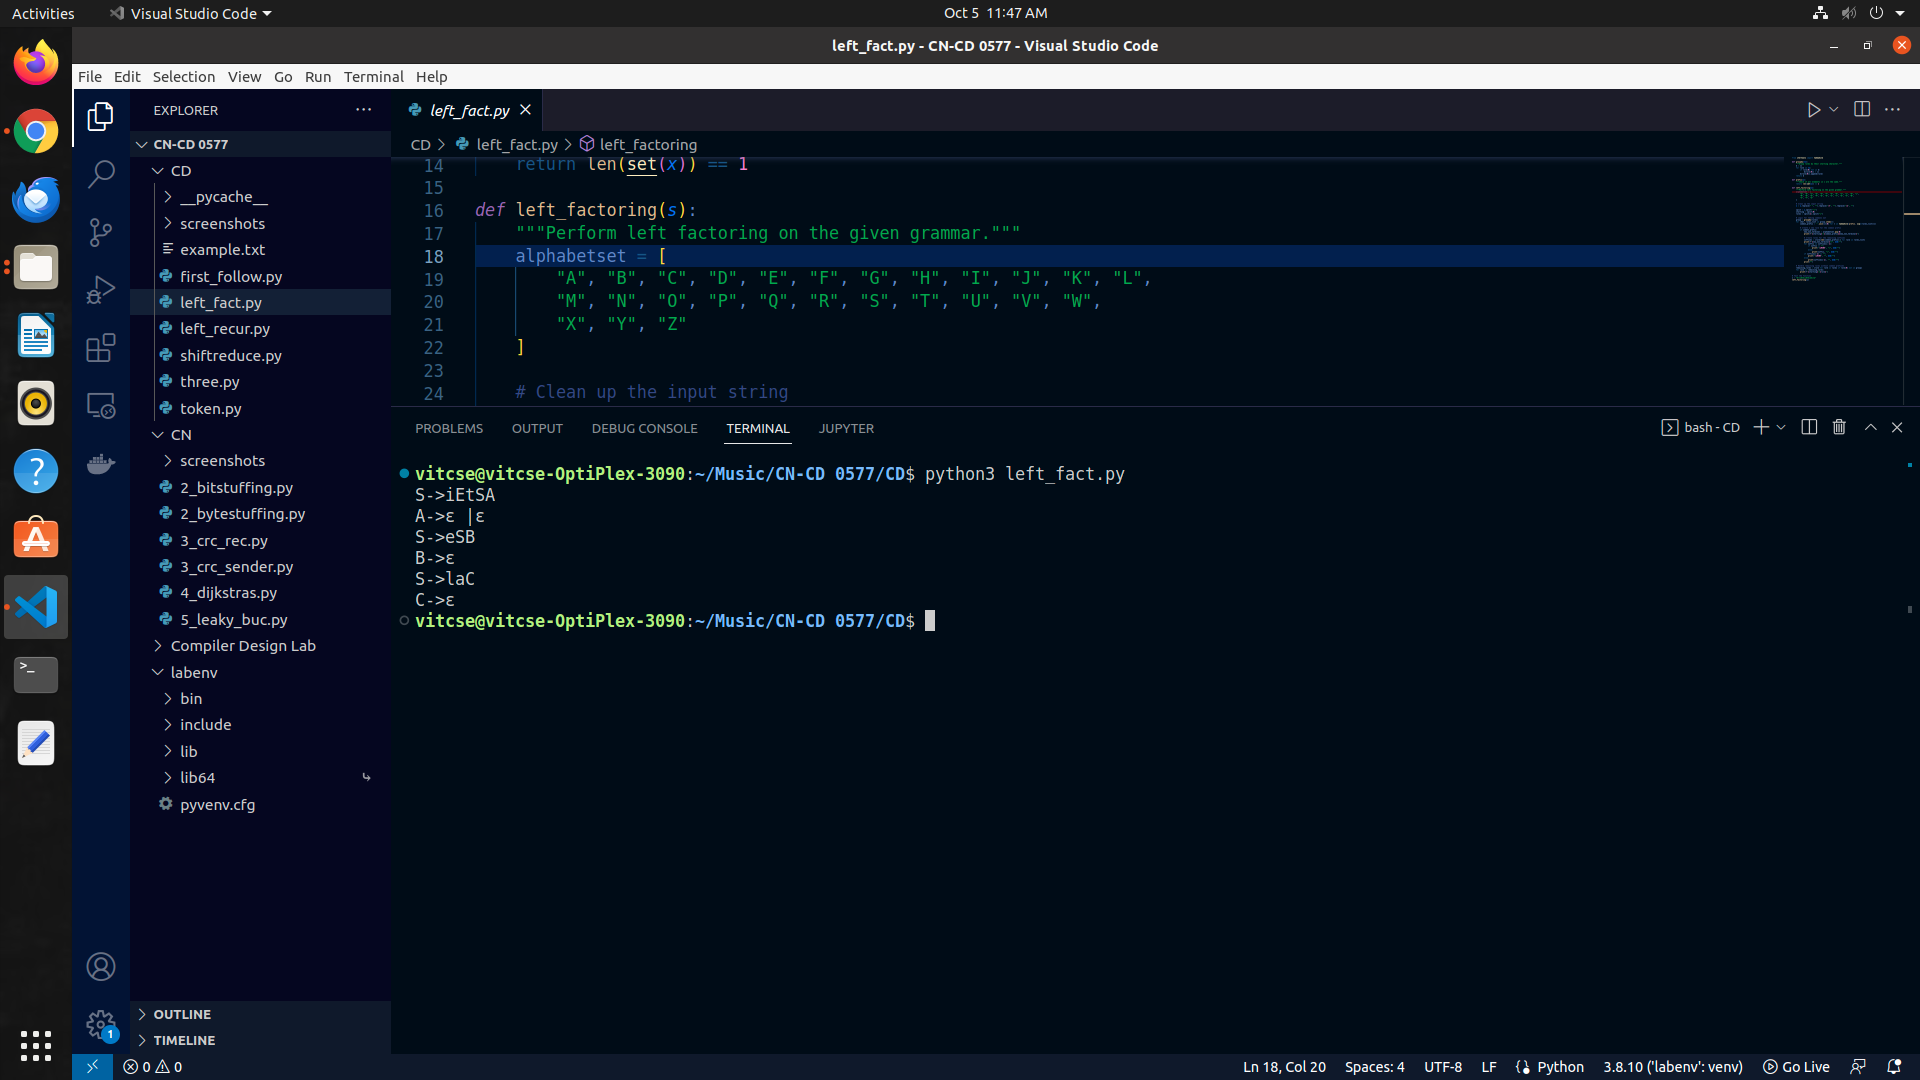 Activities
Visual Studio Code
Oct 5 11:47 AM
left_fact.py - CN-CD 0577 - Visual Studio Code
File Edit Selection View Go Run Terminal Help
EXPLORER
CN-CD 0577
CD
__pycache__
screenshots
example.txt
first_follow.py
left_fact.py
left_recur.py
shiftreduce.py
three.py
token.py
CN
screenshots
2_bitstuffing.py
2_bytestuffing.py
3_crc_rec.py
3_crc_sender.py
4_dijkstras.py
5_leaky_buc.py
Compiler Design Lab
labenv
bin
include
lib
lib64
pyvenv.cfg
OUTLINE
TIMELINE
left_fact.py
CD > left_fact.py > left_factoring
14 return len(set(x)) == 1
15
16 def left_factoring(s):
17 """Perform left factoring on the given grammar."""
18 alphabetset = [
19 "A", "B", "C", "D", "E", "F", "G", "H", "I", "J", "K", "L",
20 "M", "N", "O", "P", "Q", "R", "S", "T", "U", "V", "W",
21 "X", "Y", "Z"
22 ]
23
24 # Clean up the input string
PROBLEMS OUTPUT DEBUG CONSOLE TERMINAL JUPYTER
bash - CD
vitcse@vitcse-OptiPlex-3090:~/Music/CN-CD 0577/CD$ python3 left_fact.py
S->iEtSA
A->ε |ε
S->eSB
B->ε
S->laC
C->ε
vitcse@vitcse-OptiPlex-3090:~/Music/CN-CD 0577/CD$
1
0 0
Ln 18, Col 20 Spaces: 4 UTF-8 LF Python 3.8.10 ('labenv': venv) Go Live